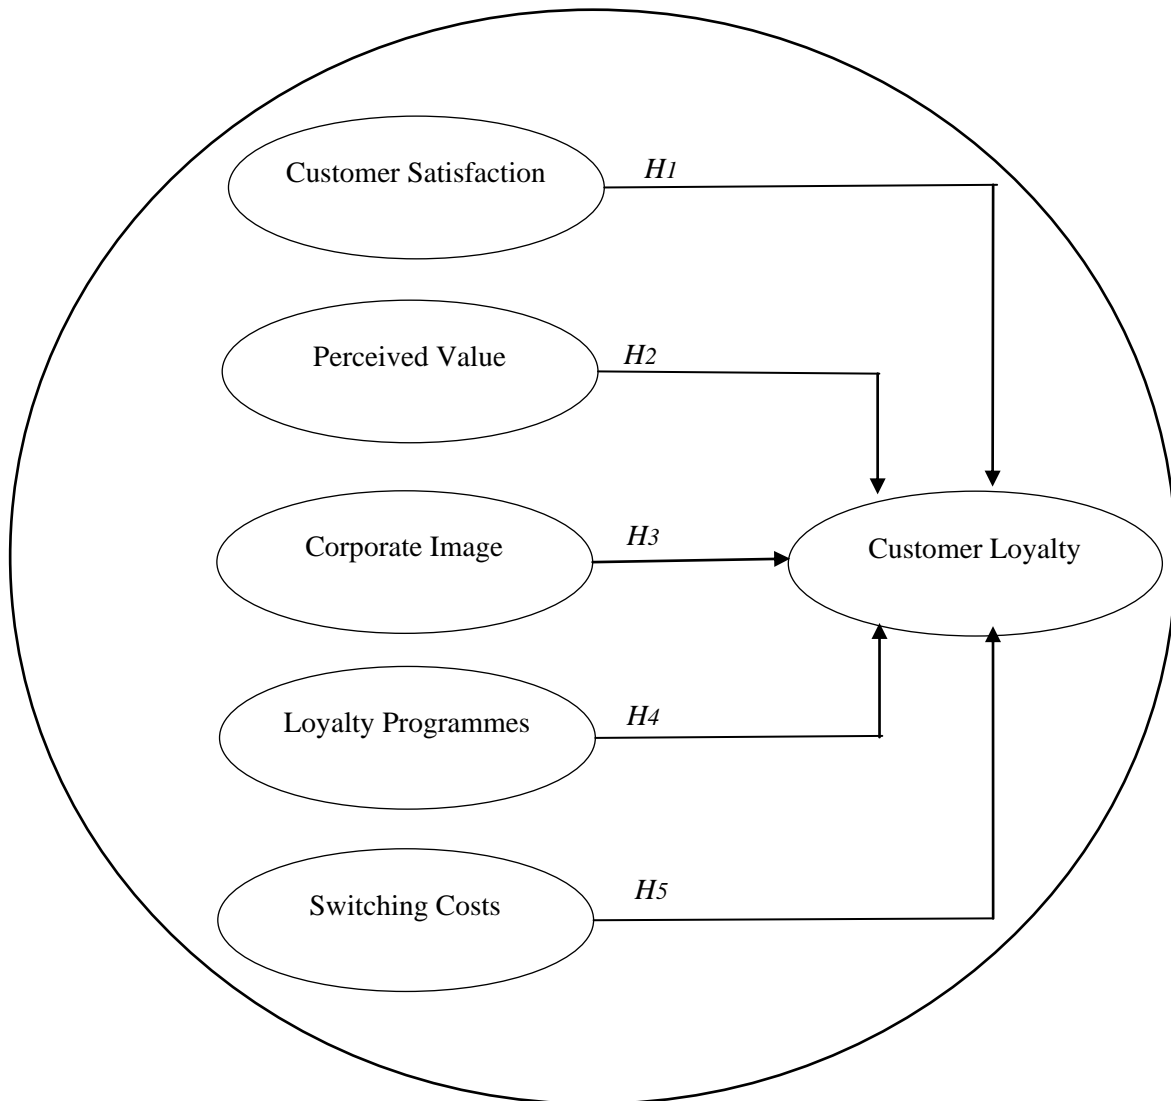 Customer Satisfaction
H1
Perceived Value
H2
Corporate Image
H3
Customer Loyalty
Loyalty Programmes
H4
Switching Costs
H5